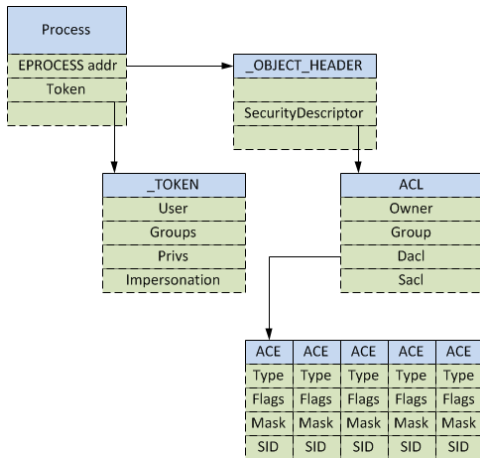 Process
EPROCESS addr
Token
_OBJECT_HEADER
SecurityDescriptor
_TOKEN
User
Groups
Privs
Impersonation
ACL
Owner
Group
Dacl
Sacl
ACE ACE ACE ACE ACE
Type Type Type Type Type
Flags Flags Flags Flags Flags
Mask Mask Mask Mask Mask
SID SID SID SID SID